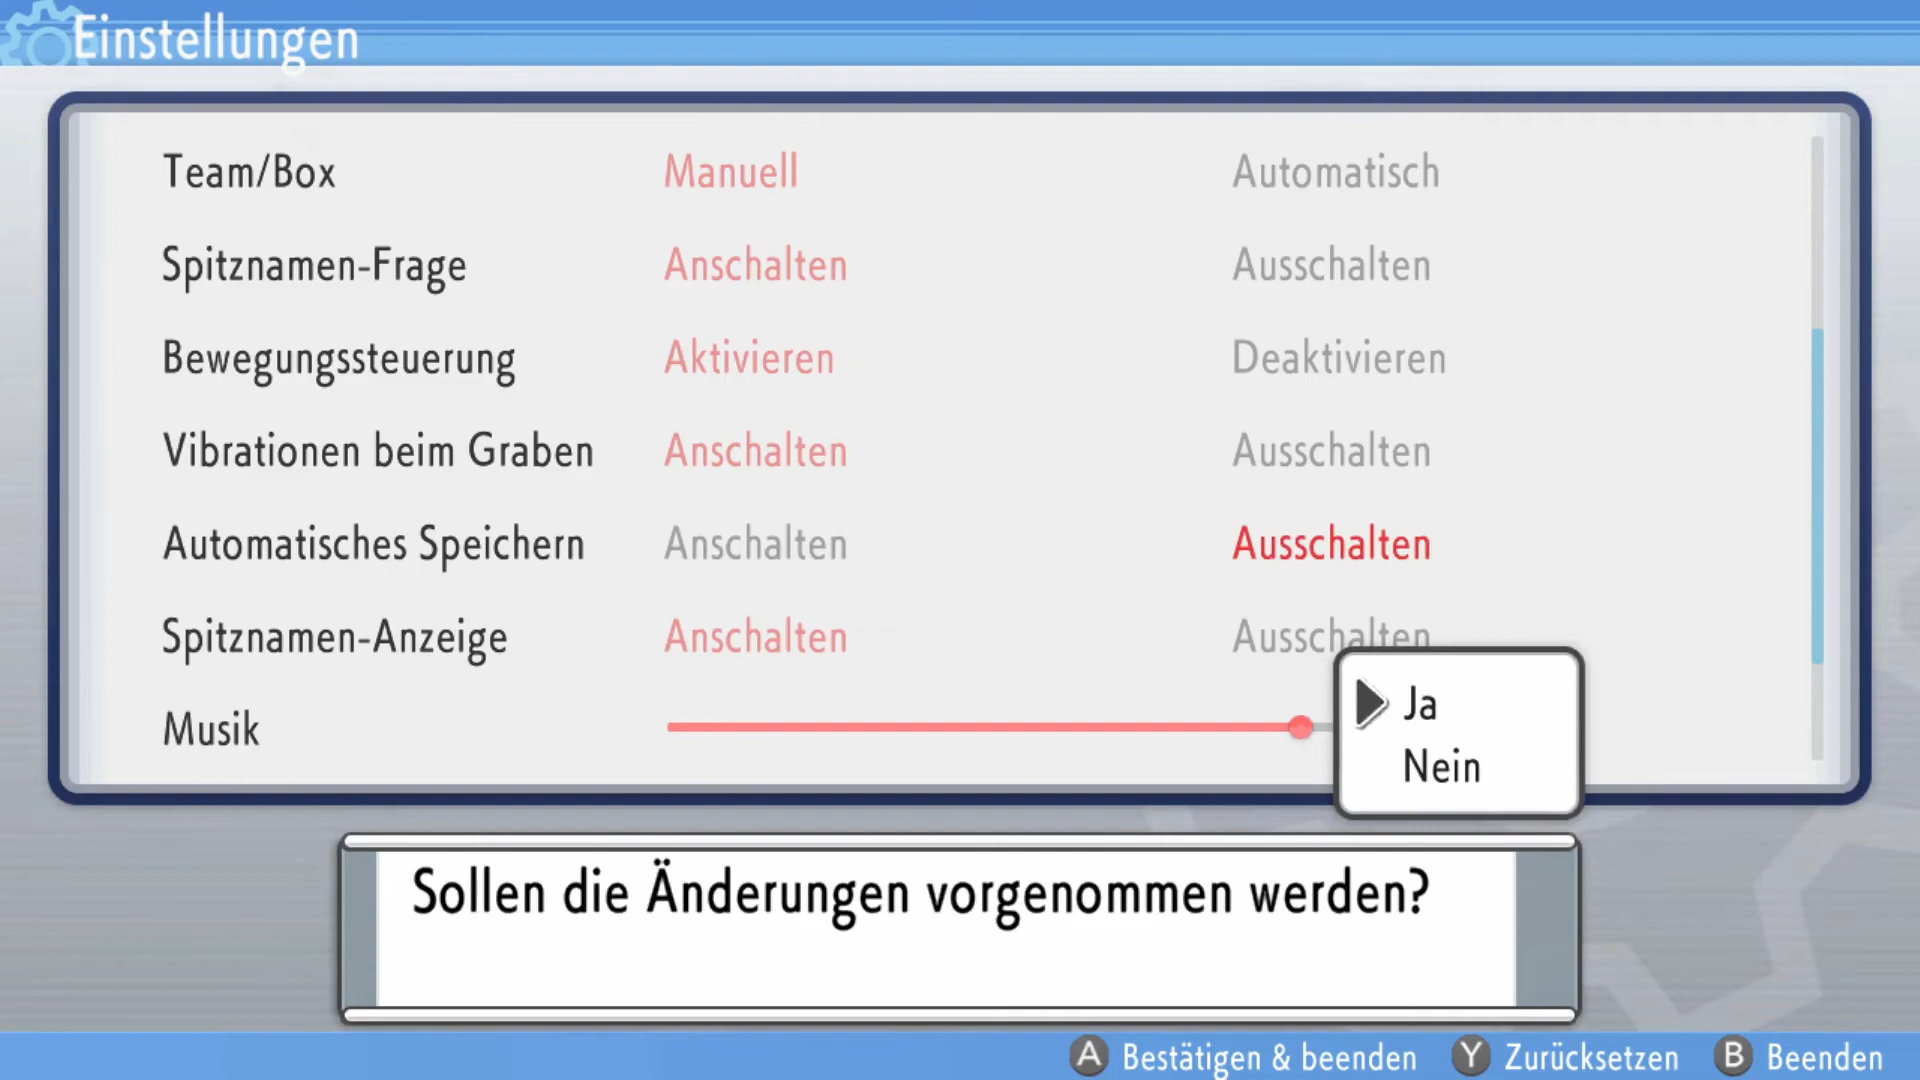 Einstellungen
Team/Box Manuell Automatisch
Spitznamen-Frage Anschalten Ausschalten
Bewegungssteuerung Aktivieren Deaktivieren
Vibrationen beim Graben Anschalten Ausschalten
Automatisches Speichern Anschalten Ausschalten
Spitznamen-Anzeige Anschalten Ausschalten
Musik
Ja
Nein
Sollen die Änderungen vorgenommen werden?
A Bestätigen & beenden Y Zurücksetzen B Beenden